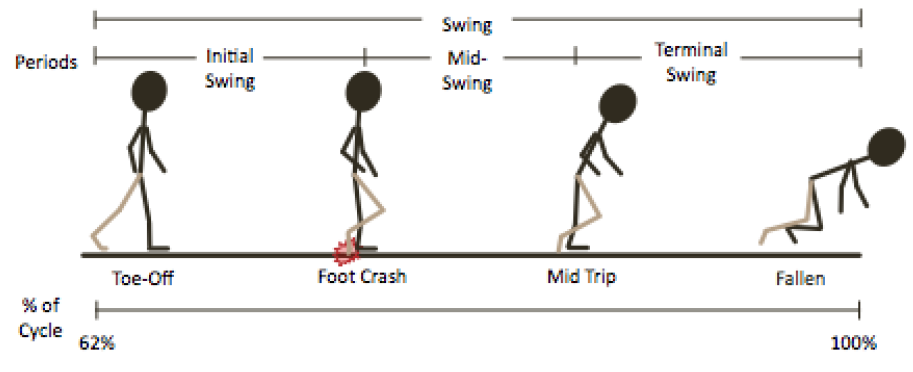 Swing
Periods
Initial
Swing
Mid-
Swing
Terminal
Swing
Toe-Off
Foot Crash
Mid Trip
Fallen
% of
Cycle
62%
100%